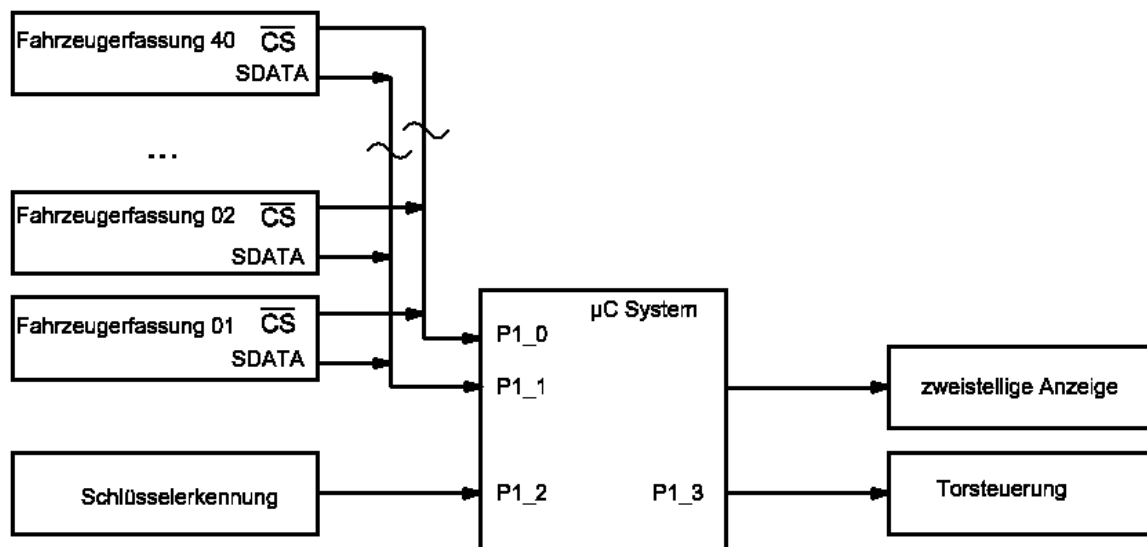 Fahrzeugerfassung 40 CS
SDATA
...
Fahrzeugerfassung 02 CS
SDATA
Fahrzeugerfassung 01 CS
SDATA
µC System
P1_0
P1_1
zweistellige Anzeige
Schlüsselerkennung
P1_2
P1_3
Torsteuerung